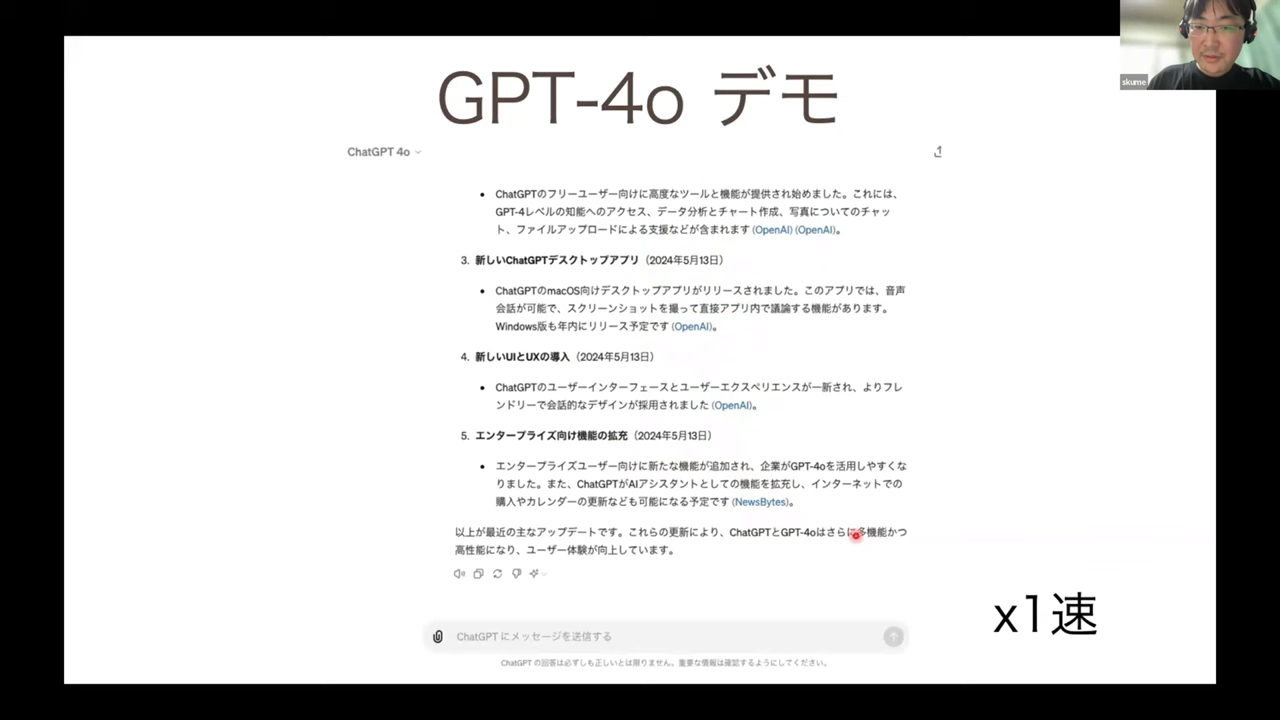 GPT-4o デモ
skume
ChatGPT 4o
• ChatGPTのフリーユーザー向けに高度なツールと機能が提供され始めました。これには、
GPT-4レベルの知能へのアクセス、データ分析とチャート作成、写真についてのチャッ
ト、ファイルアップロードによる支援などが含まれます (OpenAI) (OpenAI)。
3. 新しいChatGPTデスクトップアプリ（2024年5月13日）
• ChatGPTのmacOS向けデスクトップアプリがリリースされました。このアプリでは、音声
会話が可能で、スクリーンショットを撮って直接アプリ内で議論する機能があります。
Windows版も年内にリリース予定です (OpenAI)。
4. 新しいUIとUXの導入（2024年5月13日）
• ChatGPTのユーザーインターフェースとユーザーエクスペリエンスが一新され、よりフレ
ンドリーで会話的なデザインが採用されました (OpenAI)。
5. エンタープライズ向け機能の拡充（2024年5月13日）
• エンタープライズユーザー向けに新たな機能が追加され、企業がGPT-4oを活用しやすくな
りました。また、ChatGPTがAIアシスタントとしての機能を拡充し、インターネットでの
購入やカレンダーの更新なども可能になる予定です (NewsBytes)。
以上が最近の主なアップデートです。これらの更新により、ChatGPTとGPT-4oはさらに多機能かつ
高性能になり、ユーザー体験が向上しています。
x1速
ChatGPT にメッセージを送信する
ChatGPT の回答は必ずしも正しいとは限りません。重要な情報は確認するようにしてください。